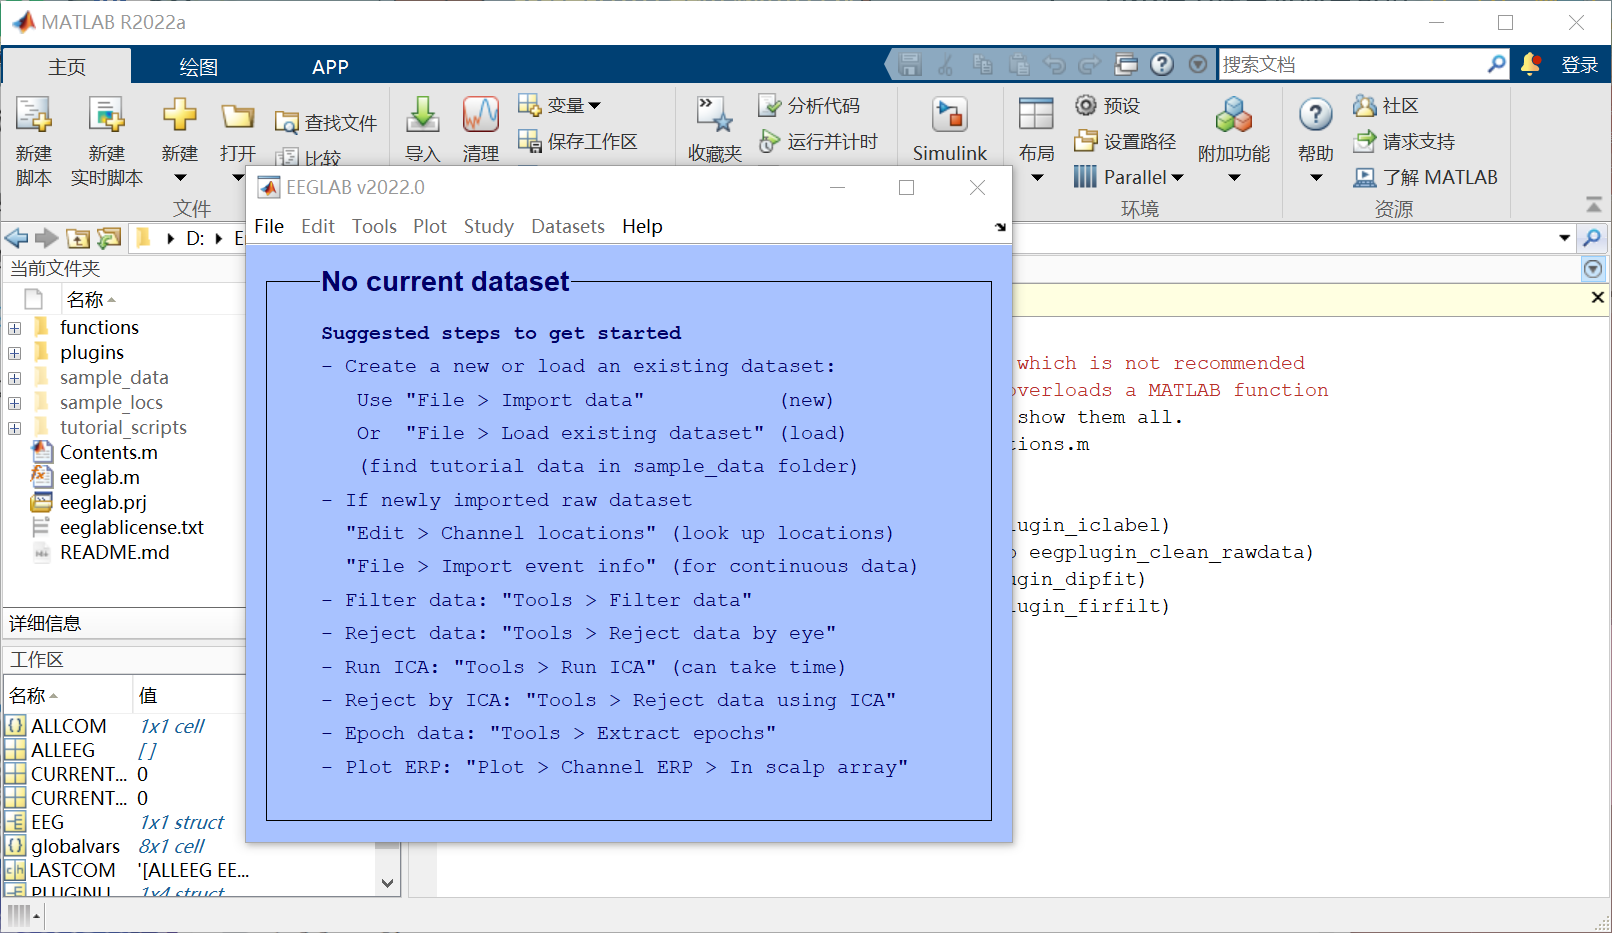 MATLAB R2022a
主页
绘图
APP
搜索文档
登录
新建
脚本
新建
实时脚本
新建
打开
查找文件
比较
文件
导入
清理
变量
保存工作区
收藏夹
分析代码
运行并计时
Simulink
布局
预设
设置路径
Parallel
环境
附加功能
帮助
社区
请求支持
了解 MATLAB
资源
D:
当前文件夹
名称
functions
plugins
sample_data
sample_locs
tutorial_scripts
Contents.m
eeglab.m
eeglab.prj
eeglablicense.txt
README.md
详细信息
工作区
名称 值
ALLCOM 1x1 cell
ALLEEG []
CURRENT... 0
CURRENT... 0
EEG 1x1 struct
globalvars 8x1 cell
LASTCOM '[ALLEEG EE...
1x4 struct
EEGLAB v2022.0
File Edit Tools Plot Study Datasets Help
No current dataset
Suggested steps to get started
- Create a new or load an existing dataset:
Use "File > Import data" (new)
Or "File > Load existing dataset" (load)
(find tutorial data in sample_data folder)
- If newly imported raw dataset
"Edit > Channel locations" (look up locations)
"File > Import event info" (for continuous data)
- Filter data: "Tools > Filter data"
- Reject data: "Tools > Reject data by eye"
- Run ICA: "Tools > Run ICA" (can take time)
- Reject by ICA: "Tools > Reject data using ICA"
- Epoch data: "Tools > Extract epochs"
- Plot ERP: "Plot > Channel ERP > In scalp array"
which is not recommended
overloads a MATLAB function
show them all.
tions.m
lugin_iclabel)
o eegplugin_clean_rawdata)
ugin_dipfit)
lugin_firfilt)